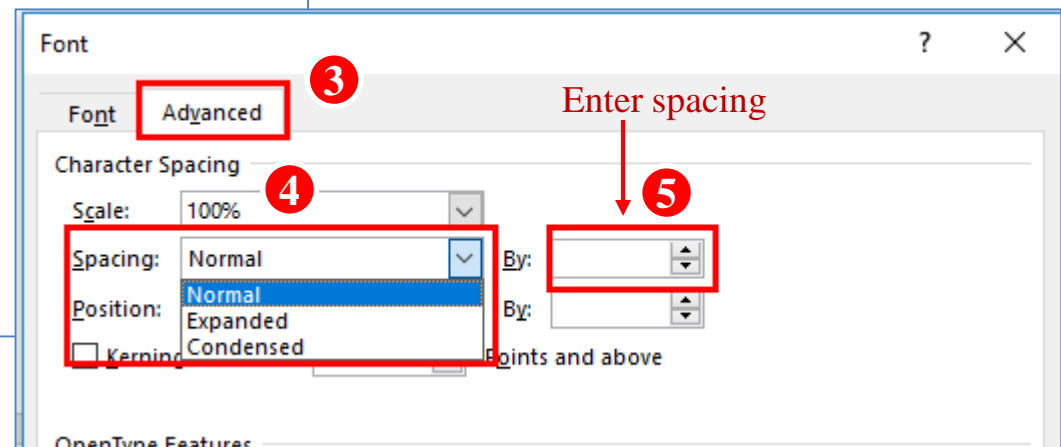 Font ?
3
Font Advanced
Enter spacing
Character Spacing
4 5
Scale: 100%
Spacing: Normal By:
Normal
Position: By:
Expanded
Condensed
Kerning Points and above
OpenType Features